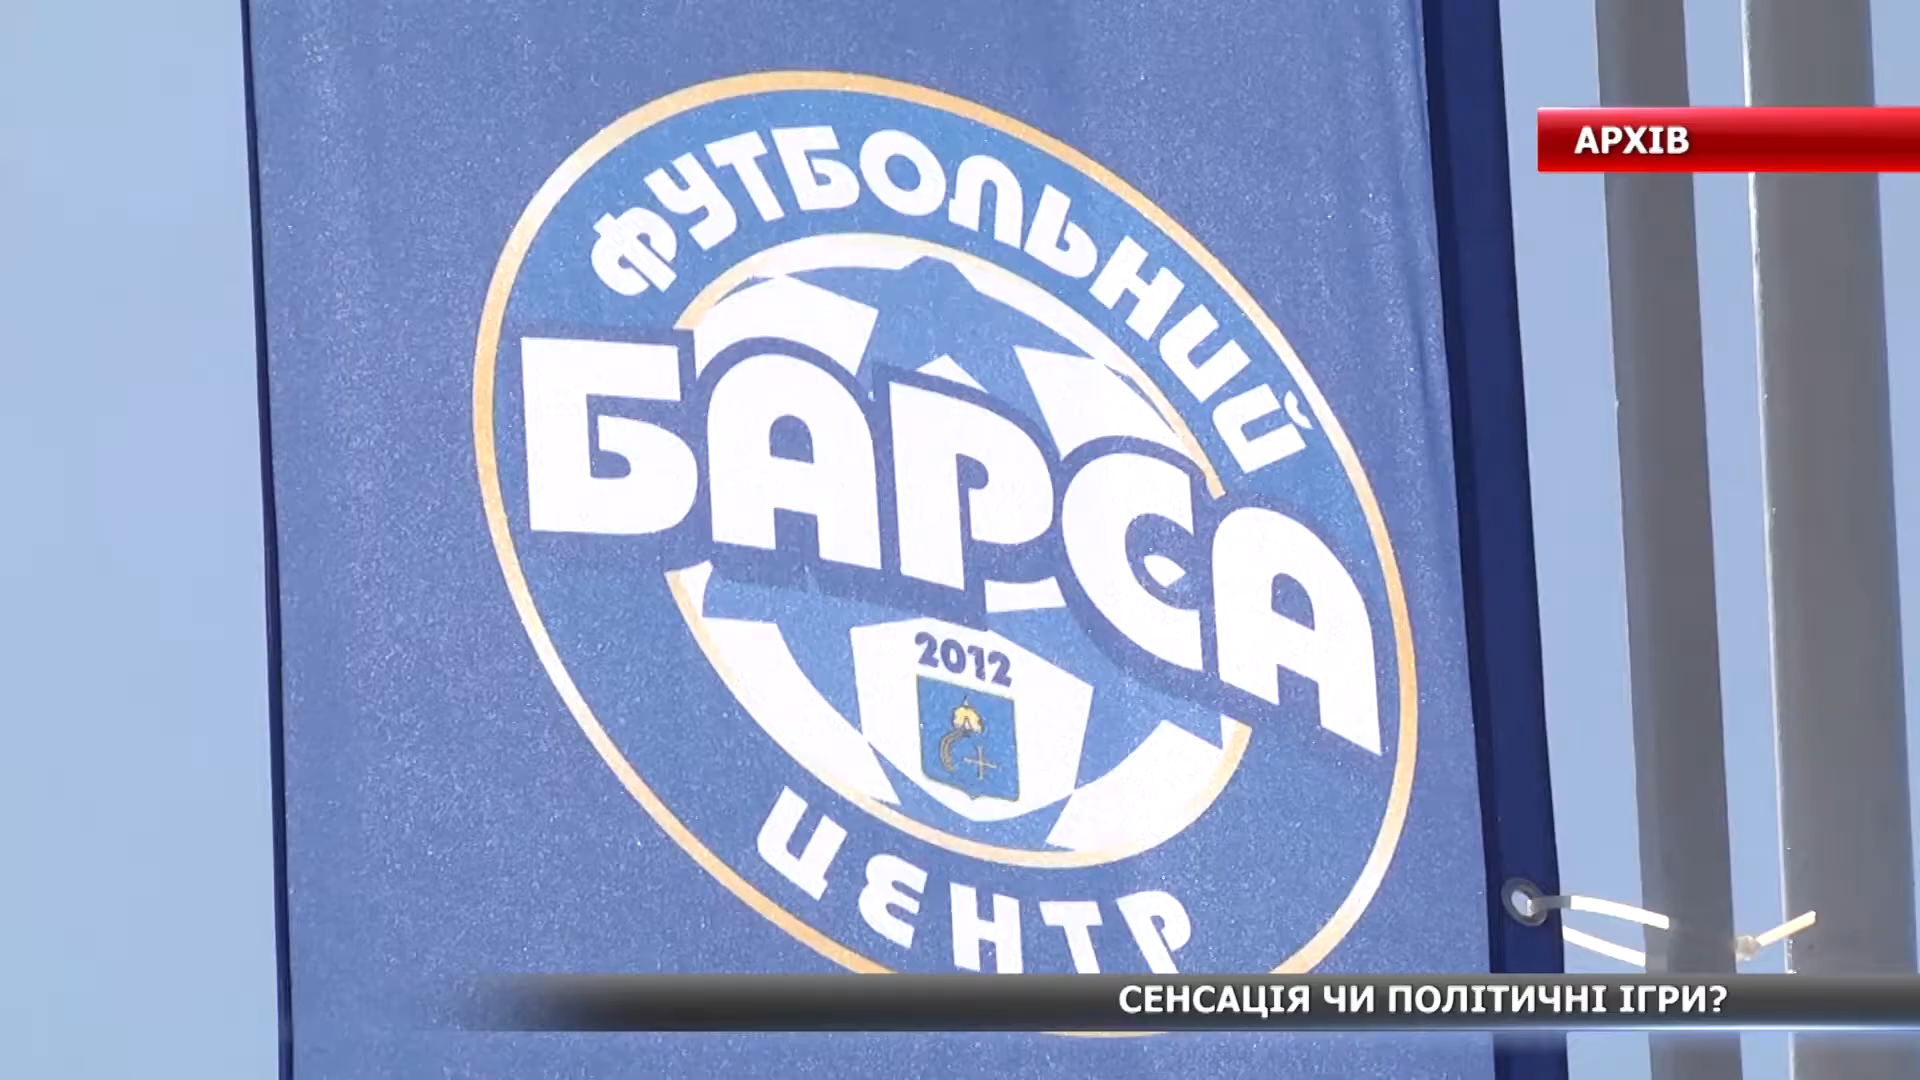 АРХІВ
ФУТБОЛЬНИЙ
БАРСА
2012
ЦЕНТР
СЕНСАЦІЯ ЧИ ПОЛІТИЧНІ ІГРИ?